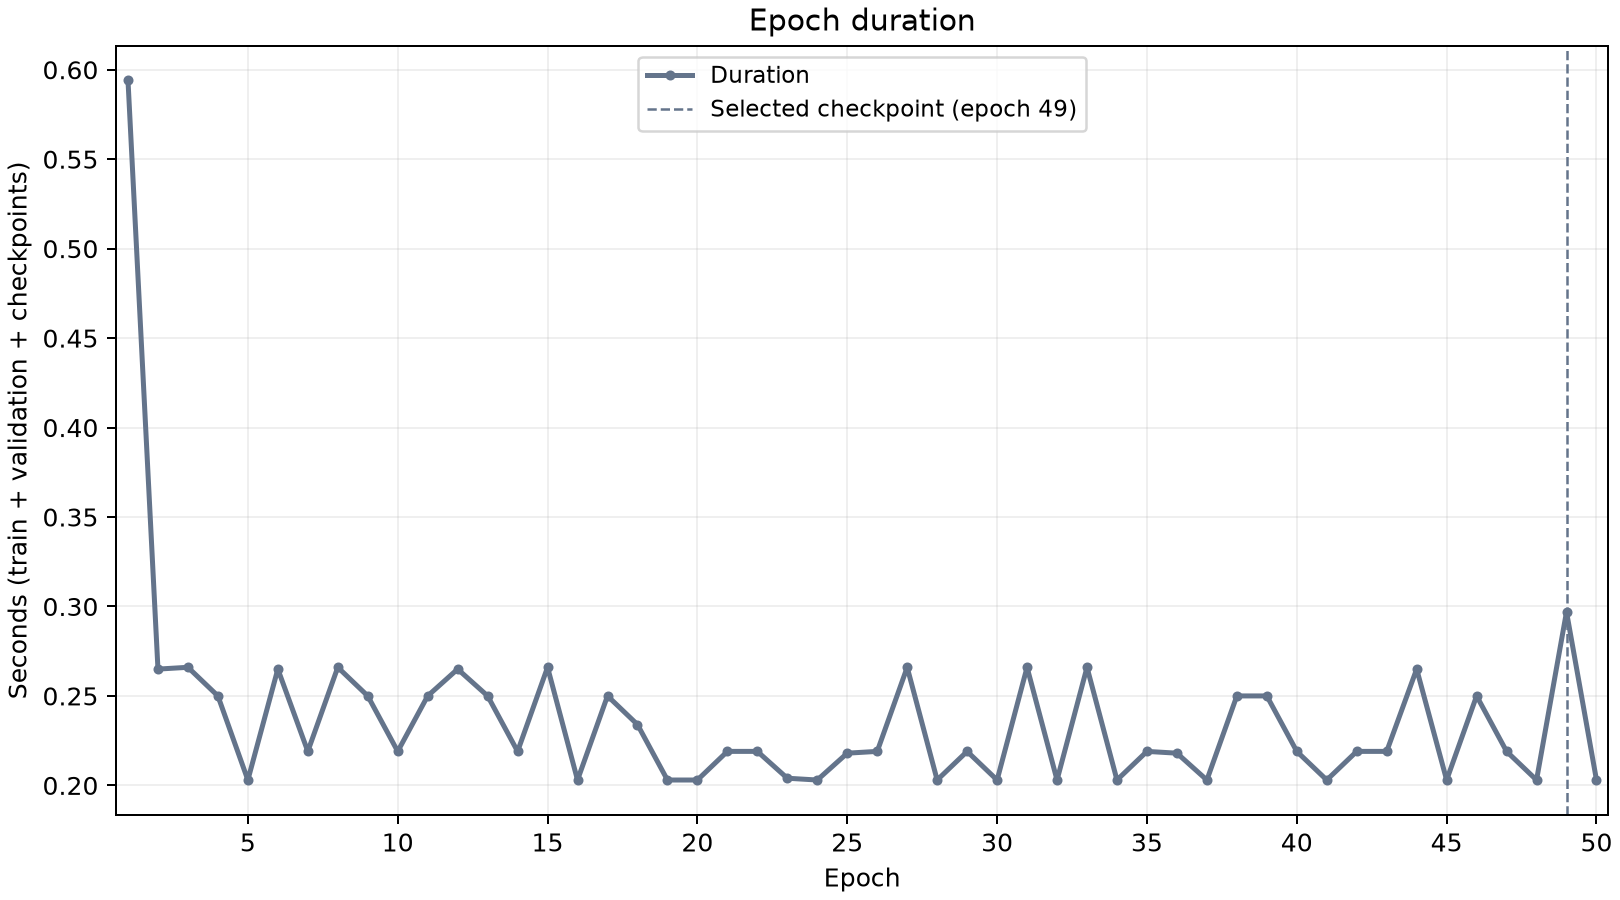 Epoch duration
Duration
Selected checkpoint (epoch 49)
Seconds (train + validation + checkpoints)
0.60
0.55
0.50
0.45
0.40
0.35
0.30
0.25
0.20
5 10 15 20 25 30 35 40 45 50
Epoch